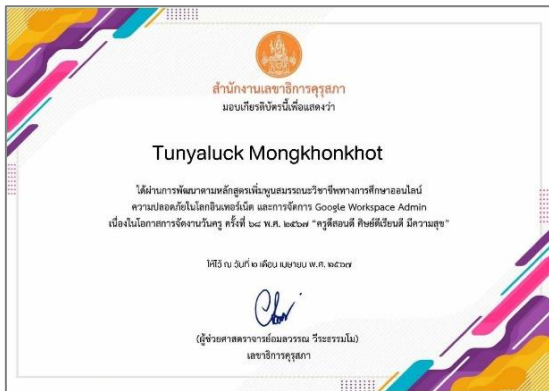 สำนักงานเลขาธิการคุรุสภา
มอบเกียรติบัตรนี้เพื่อแสดงว่า
Tunyaluck Mongkhonkhot
ได้ผ่านการพัฒนาตามหลักสูตรเพิ่มพูนสมรรถนะวิชาชีพทางการศึกษาออนไลน์
ความปลอดภัยในโลกอินเทอร์เน็ต และการจัดการ Google Workspace Admin
เนื่องในโอกาสการจัดงานวันครู ครั้งที่ ๖๘ พ.ศ. ๒๕๖๗ "ครูดีสอนดี ศิษย์ดีเรียนดี มีความสุข"
ให้ไว้ ณ วันที่ ๒ เดือน เมษายน พ.ศ. ๒๕๖๗
(ผู้ช่วยศาสตราจารย์อมลวรรณ วีระธรรมโม)
เลขาธิการคุรุสภา